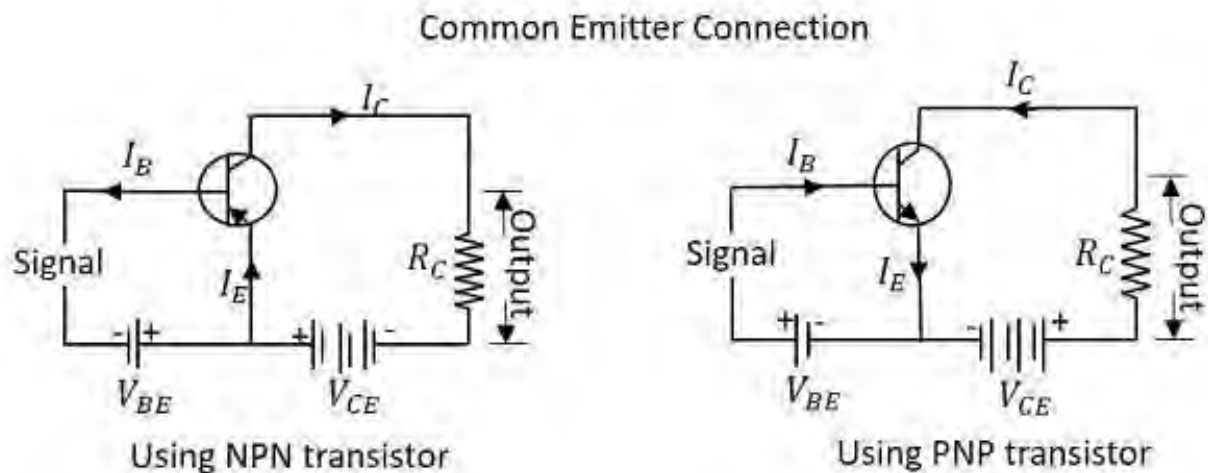 Common Emitter Connection
I_C
I_B
Signal
I_E
R_C
Output
- +
+ -
V_BE
V_CE
Using NPN transistor
I_C
I_B
Signal
I_E
R_C
Output
+ -
- +
V_BE
V_CE
Using PNP transistor